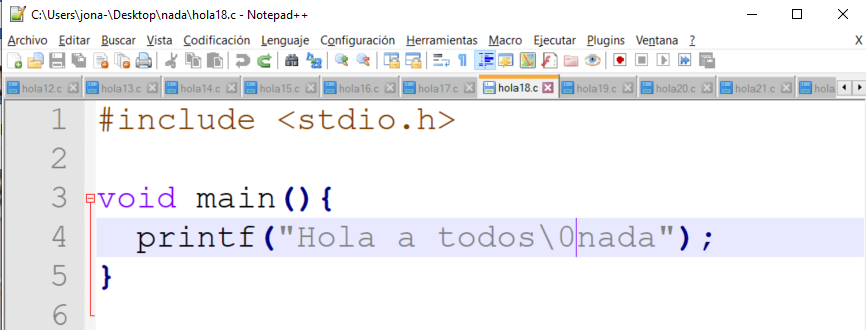 C:\Users\jona-\Desktop\nada\hola18.c - Notepad++
Archivo Editar Buscar Vista Codificación Lenguaje Configuración Herramientas Macro Ejecutar Plugins Ventana ? X
hola12.c hola13.c hola14.c hola15.c hola16.c hola17.c hola18.c hola19.c hola20.c hola21.c hola
1 #include <stdio.h>
2
3 void main(){
4 printf("Hola a todos\0nada");
5 }
6